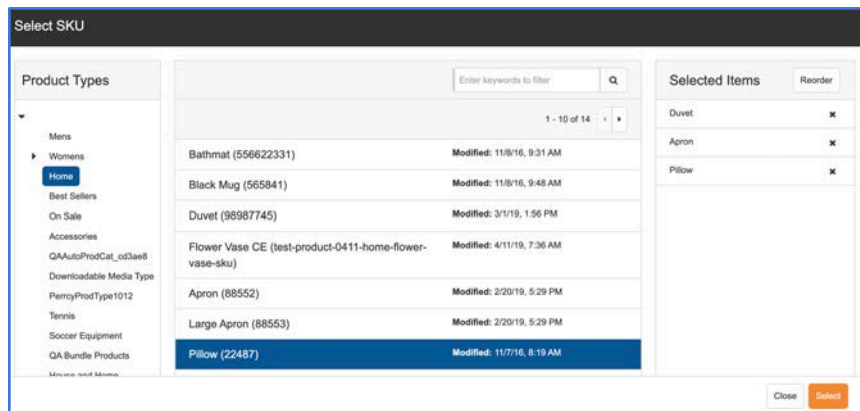 Select SKU
Product Types
Mens
Womens
Home
Best Sellers
On Sale
Accessories
QAAutoProdCat_cd3ae8
Downloadable Media Type
PerrcyProdType1012
Tennis
Soccer Equipment
QA Bundle Products
House and Home
Enter keywords to filter
1 - 10 of 14
Bathmat (556622331) Modified: 11/8/16, 9:31 AM
Black Mug (565841) Modified: 11/8/16, 9:48 AM
Duvet (98987745) Modified: 3/1/19, 1:56 PM
Flower Vase CE (test-product-0411-home-flower- Modified: 4/11/19, 7:36 AM
vase-sku)
Apron (88552) Modified: 2/20/19, 5:29 PM
Large Apron (88553) Modified: 2/20/19, 5:29 PM
Pillow (22487) Modified: 11/7/16, 8:19 AM
Selected Items Reorder
Duvet
Apron
Pillow
Close Select